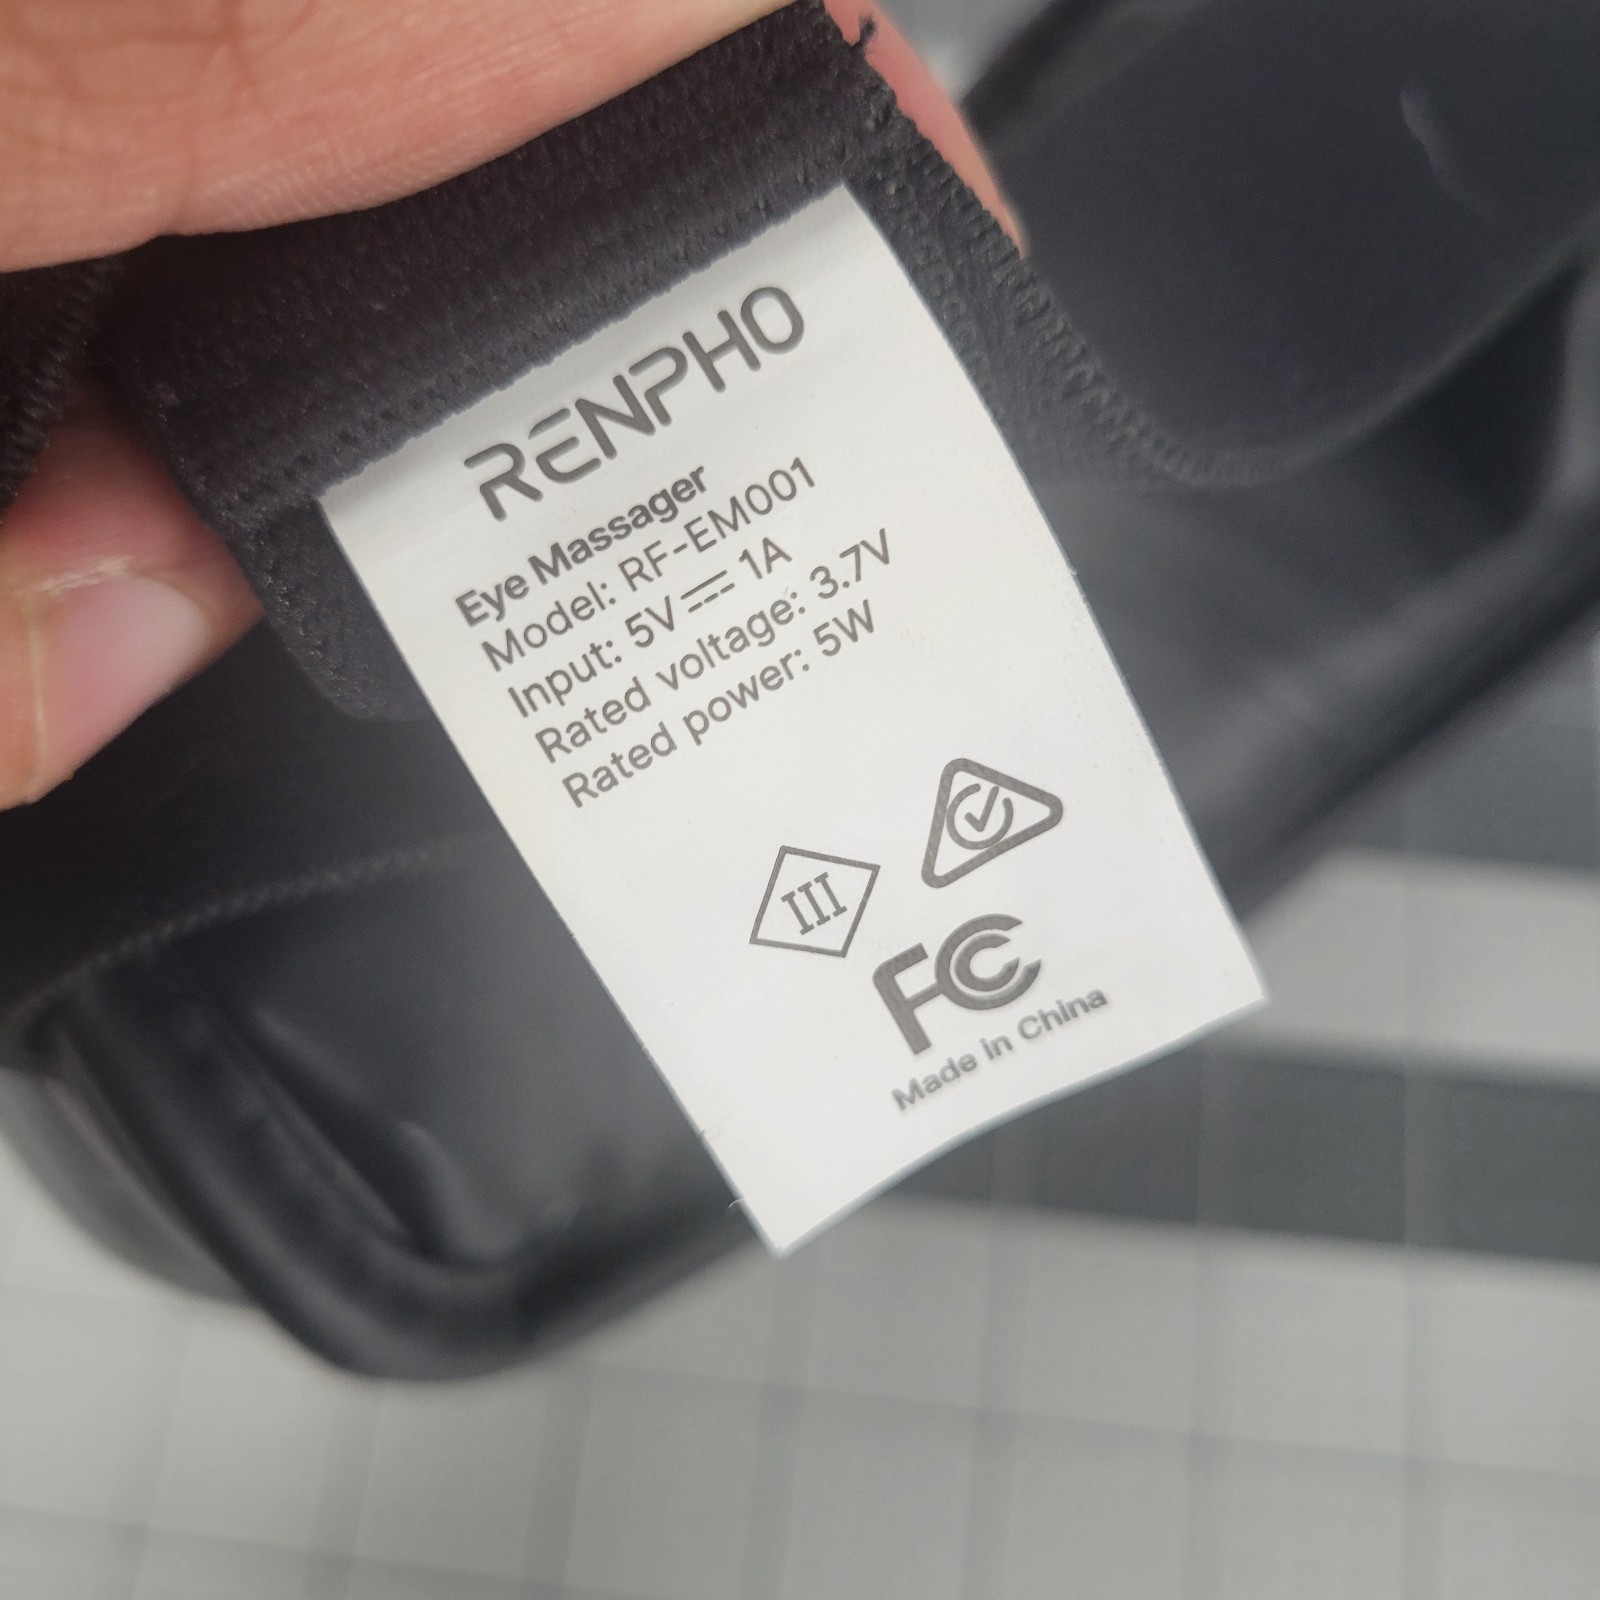 RENPHO
Eye Massager
Model: RF-EM001
Input: 5V⎓1A
Rated voltage: 3.7V
Rated power: 5W
III
FC
Made in China